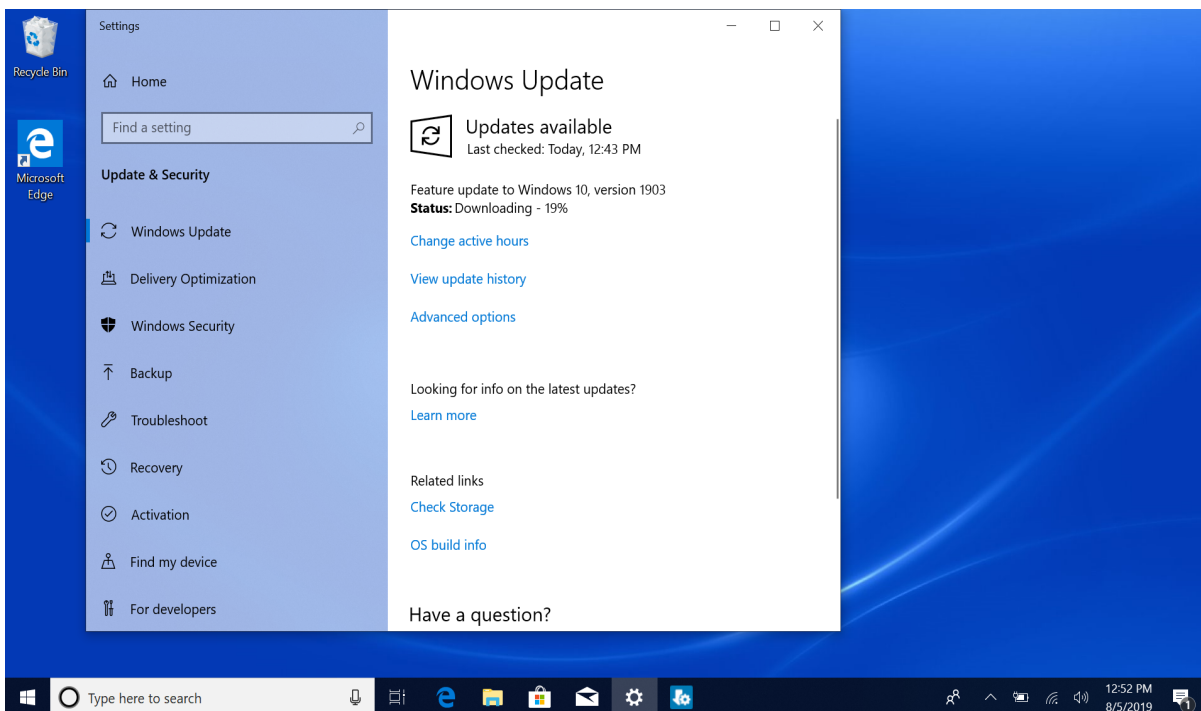 Recycle Bin
Microsoft
Edge
Settings
Home
Find a setting
Update & Security
Windows Update
Delivery Optimization
Windows Security
Backup
Troubleshoot
Recovery
Activation
Find my device
For developers
Windows Update
Updates available
Last checked: Today, 12:43 PM
Feature update to Windows 10, version 1903
Status: Downloading - 19%
Change active hours
View update history
Advanced options
Looking for info on the latest updates?
Learn more
Related links
Check Storage
OS build info
Have a question?
Type here to search
12:52 PM
8/5/2019
1